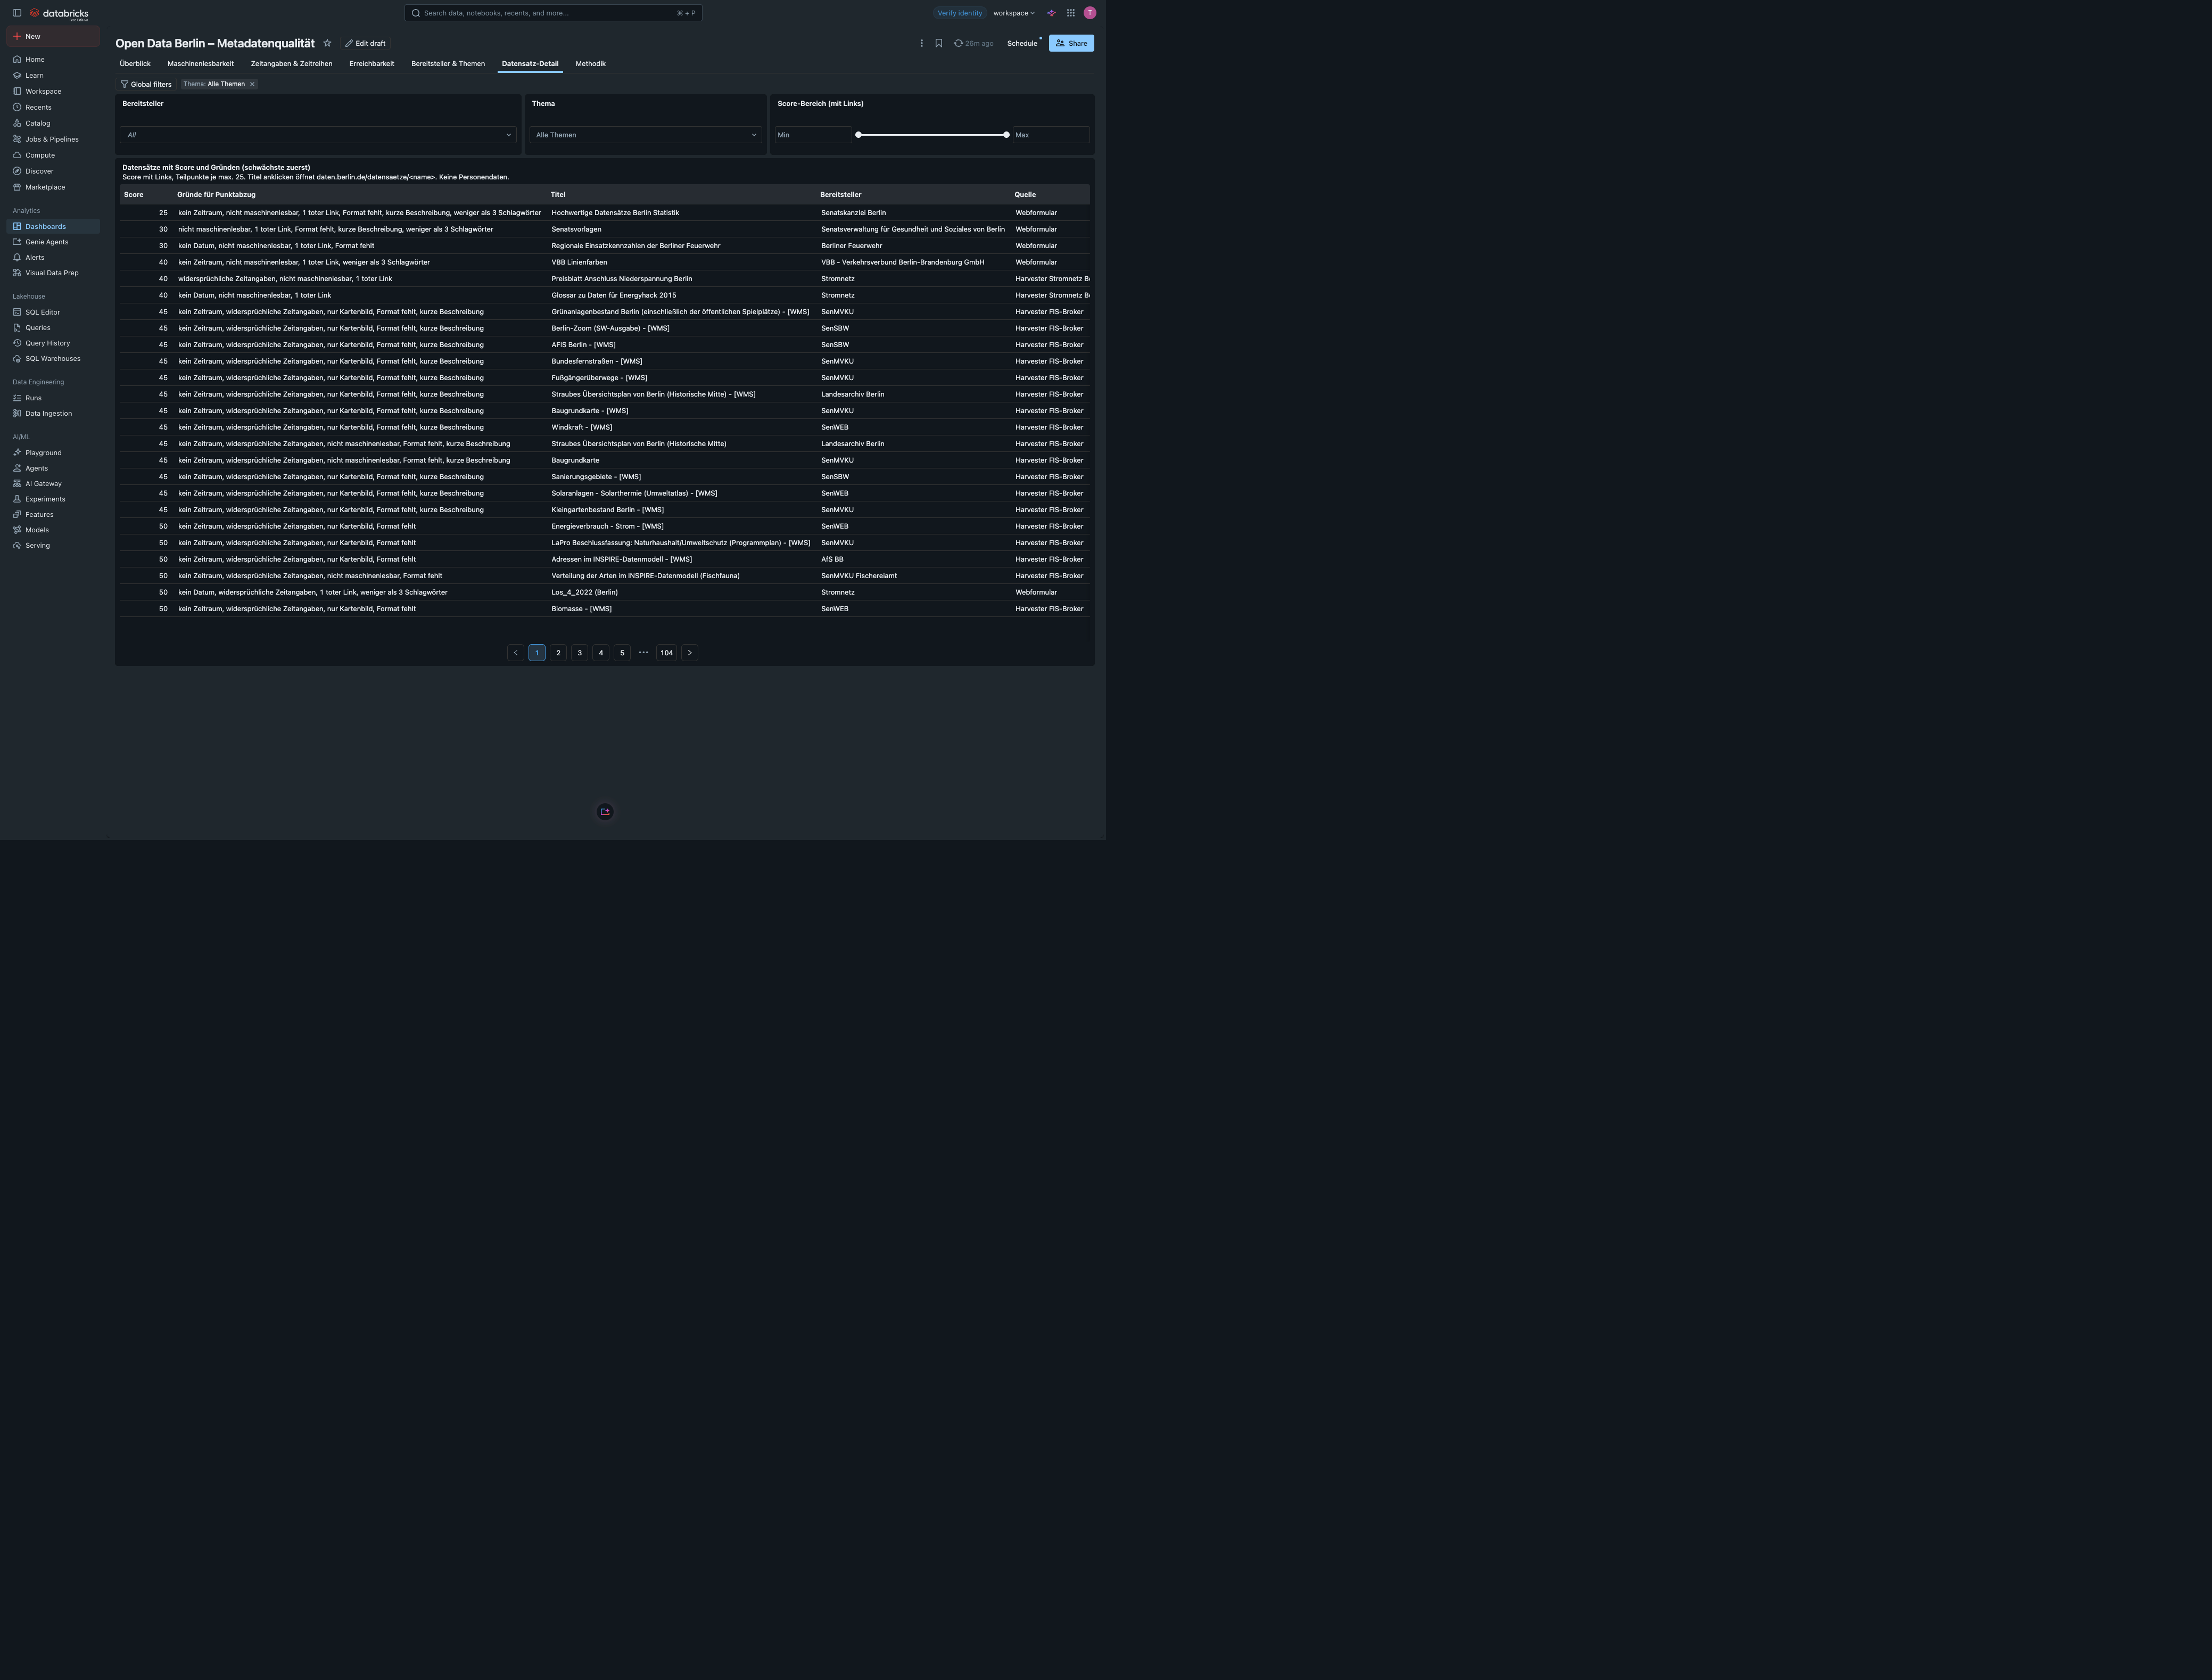 databricks
Free Edition
Search data, notebooks, recents, and more...
⌘ + P
Verify identity
workspace
T
New
Home
Learn
Workspace
Recents
Catalog
Jobs & Pipelines
Compute
Discover
Marketplace
Analytics
Dashboards
Genie Agents
Alerts
Visual Data Prep
Lakehouse
SQL Editor
Queries
Query History
SQL Warehouses
Data Engineering
Runs
Data Ingestion
AI/ML
Playground
Agents
AI Gateway
Experiments
Features
Models
Serving
Open Data Berlin – Metadatenqualität
Edit draft
26m ago
Schedule
Share
Überblick Maschinenlesbarkeit Zeitangaben & Zeitreihen Erreichbarkeit Bereitsteller & Themen Datensatz-Detail Methodik
Global filters
Thema: Alle Themen
Bereitsteller
All
Thema
Alle Themen
Score-Bereich (mit Links)
Min
Max
Datensätze mit Score und Gründen (schwächste zuerst)
Score mit Links, Teilpunkte je max. 25. Titel anklicken öffnet daten.berlin.de/datensaetze/<name>. Keine Personendaten.
Score Gründe für Punktabzug Titel Bereitsteller Quelle
25 kein Zeitraum, nicht maschinenlesbar, 1 toter Link, Format fehlt, kurze Beschreibung, weniger als 3 Schlagwörter Hochwertige Datensätze Berlin Statistik Senatskanzlei Berlin Webformular
30 nicht maschinenlesbar, 1 toter Link, Format fehlt, kurze Beschreibung, weniger als 3 Schlagwörter Senatsvorlagen Senatsverwaltung für Gesundheit und Soziales von Berlin Webformular
30 kein Datum, nicht maschinenlesbar, 1 toter Link, Format fehlt Regionale Einsatzkennzahlen der Berliner Feuerwehr Berliner Feuerwehr Webformular
40 kein Zeitraum, nicht maschinenlesbar, 1 toter Link, weniger als 3 Schlagwörter VBB Linienfarben VBB - Verkehrsverbund Berlin-Brandenburg GmbH Webformular
40 widersprüchliche Zeitangaben, nicht maschinenlesbar, 1 toter Link Preisblatt Anschluss Niederspannung Berlin Stromnetz Harvester Stromnetz Be
40 kein Datum, nicht maschinenlesbar, 1 toter Link Glossar zu Daten für Energyhack 2015 Stromnetz Harvester Stromnetz Be
45 kein Zeitraum, widersprüchliche Zeitangaben, nur Kartenbild, Format fehlt, kurze Beschreibung Grünanlagenbestand Berlin (einschließlich der öffentlichen Spielplätze) - [WMS] SenMVKU Harvester FIS-Broker
45 kein Zeitraum, widersprüchliche Zeitangaben, nur Kartenbild, Format fehlt, kurze Beschreibung Berlin-Zoom (SW-Ausgabe) - [WMS] SenSBW Harvester FIS-Broker
45 kein Zeitraum, widersprüchliche Zeitangaben, nur Kartenbild, Format fehlt, kurze Beschreibung AFIS Berlin - [WMS] SenSBW Harvester FIS-Broker
45 kein Zeitraum, widersprüchliche Zeitangaben, nur Kartenbild, Format fehlt, kurze Beschreibung Bundesfernstraßen - [WMS] SenMVKU Harvester FIS-Broker
45 kein Zeitraum, widersprüchliche Zeitangaben, nur Kartenbild, Format fehlt, kurze Beschreibung Fußgängerüberwege - [WMS] SenMVKU Harvester FIS-Broker
45 kein Zeitraum, widersprüchliche Zeitangaben, nur Kartenbild, Format fehlt, kurze Beschreibung Straubes Übersichtsplan von Berlin (Historische Mitte) - [WMS] Landesarchiv Berlin Harvester FIS-Broker
45 kein Zeitraum, widersprüchliche Zeitangaben, nur Kartenbild, Format fehlt, kurze Beschreibung Baugrundkarte - [WMS] SenMVKU Harvester FIS-Broker
45 kein Zeitraum, widersprüchliche Zeitangaben, nur Kartenbild, Format fehlt, kurze Beschreibung Windkraft - [WMS] SenWEB Harvester FIS-Broker
45 kein Zeitraum, widersprüchliche Zeitangaben, nicht maschinenlesbar, Format fehlt, kurze Beschreibung Straubes Übersichtsplan von Berlin (Historische Mitte) Landesarchiv Berlin Harvester FIS-Broker
45 kein Zeitraum, widersprüchliche Zeitangaben, nicht maschinenlesbar, Format fehlt, kurze Beschreibung Baugrundkarte SenMVKU Harvester FIS-Broker
45 kein Zeitraum, widersprüchliche Zeitangaben, nur Kartenbild, Format fehlt, kurze Beschreibung Sanierungsgebiete - [WMS] SenSBW Harvester FIS-Broker
45 kein Zeitraum, widersprüchliche Zeitangaben, nur Kartenbild, Format fehlt, kurze Beschreibung Solaranlagen - Solarthermie (Umweltatlas) - [WMS] SenWEB Harvester FIS-Broker
45 kein Zeitraum, widersprüchliche Zeitangaben, nur Kartenbild, Format fehlt, kurze Beschreibung Kleingartenbestand Berlin - [WMS] SenMVKU Harvester FIS-Broker
50 kein Zeitraum, widersprüchliche Zeitangaben, nur Kartenbild, Format fehlt Energieverbrauch - Strom - [WMS] SenWEB Harvester FIS-Broker
50 kein Zeitraum, widersprüchliche Zeitangaben, nur Kartenbild, Format fehlt LaPro Beschlussfassung: Naturhaushalt/Umweltschutz (Programmplan) - [WMS] SenMVKU Harvester FIS-Broker
50 kein Zeitraum, widersprüchliche Zeitangaben, nur Kartenbild, Format fehlt Adressen im INSPIRE-Datenmodell - [WMS] AfS BB Harvester FIS-Broker
50 kein Zeitraum, widersprüchliche Zeitangaben, nicht maschinenlesbar, Format fehlt Verteilung der Arten im INSPIRE-Datenmodell (Fischfauna) SenMVKU Fischereiamt Harvester FIS-Broker
50 kein Datum, widersprüchliche Zeitangaben, 1 toter Link, weniger als 3 Schlagwörter Los_4_2022 (Berlin) Stromnetz Webformular
50 kein Zeitraum, widersprüchliche Zeitangaben, nur Kartenbild, Format fehlt Biomasse - [WMS] SenWEB Harvester FIS-Broker
1 2 3 4 5 ••• 104